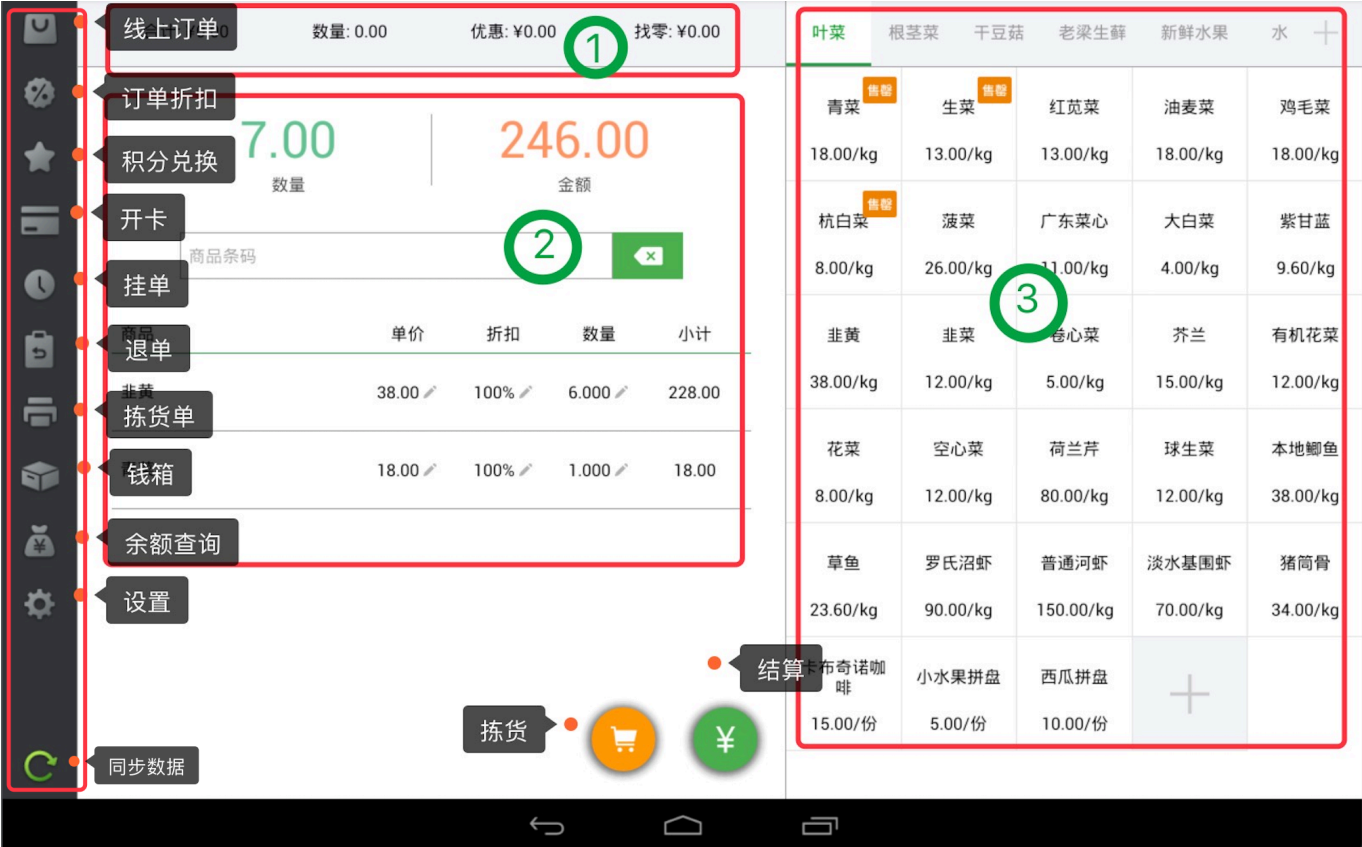 线上订单
订单折扣
积分兑换
开卡
挂单
退单
拣货单
钱箱
余额查询
设置
同步数据
数量: 0.00 优惠: ¥0.00 找零: ¥0.00
1
7.00 246.00
数量 金额
2
商品条码
商品 单价 折扣 数量 小计
韭黄 38.00 100% 6.000 228.00
18.00 100% 1.000 18.00
结算
拣货
¥
叶菜 根茎菜 干豆菇 老梁生藓 新鲜水果 水
售罄 售罄
青菜 生菜 红苋菜 油麦菜 鸡毛菜
18.00/kg 13.00/kg 13.00/kg 18.00/kg 18.00/kg
售罄
杭白菜 菠菜 广东菜心 大白菜 紫甘蓝
8.00/kg 26.00/kg 11.00/kg 4.00/kg 9.60/kg
3
韭黄 韭菜 卷心菜 芥兰 有机花菜
38.00/kg 12.00/kg 5.00/kg 15.00/kg 12.00/kg
花菜 空心菜 荷兰芹 球生菜 本地鲫鱼
8.00/kg 12.00/kg 80.00/kg 12.00/kg 38.00/kg
草鱼 罗氏沼虾 普通河虾 淡水基围虾 猪筒骨
23.60/kg 90.00/kg 150.00/kg 70.00/kg 34.00/kg
卡布奇诺咖啡 小水果拼盘 西瓜拼盘
15.00/份 5.00/份 10.00/份